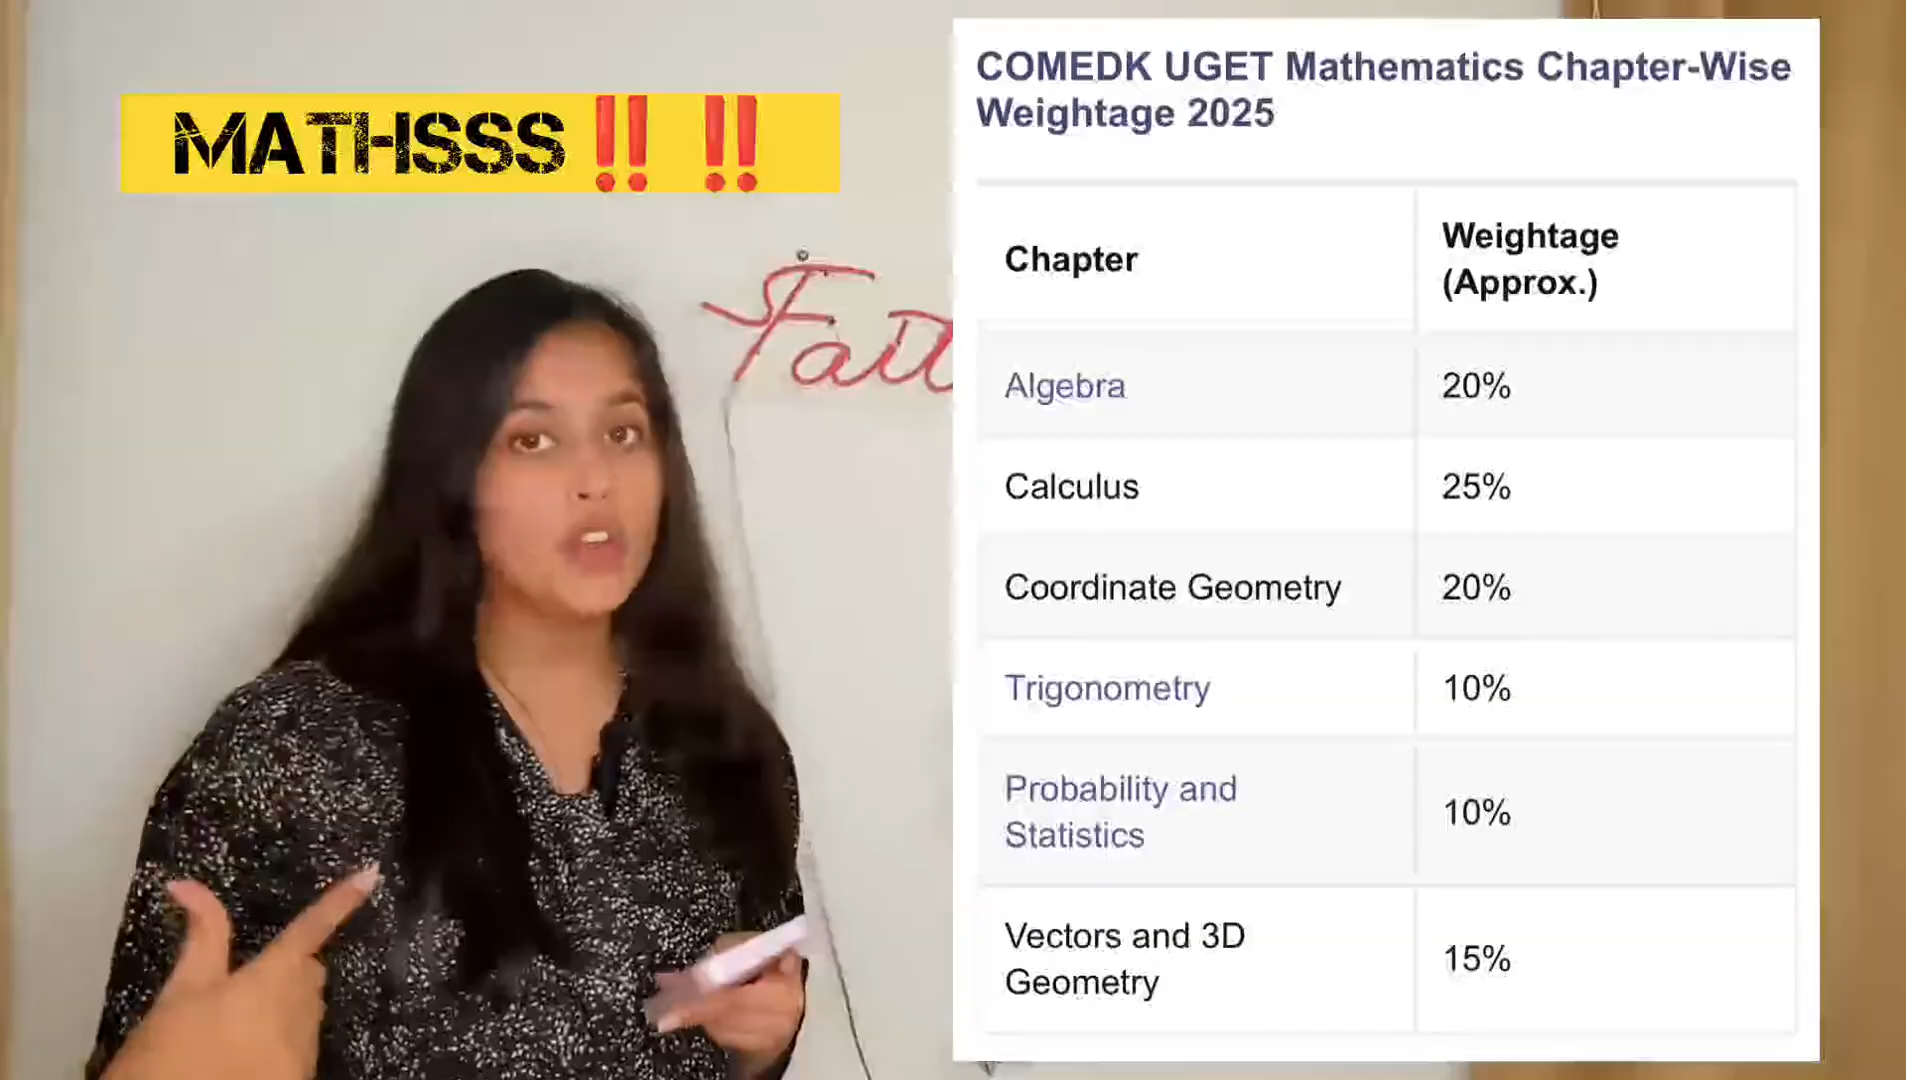 MATHSSS‼️ ‼️
COMEDK UGET Mathematics Chapter-Wise
Weightage 2025
Chapter
Weightage
(Approx.)
Algebra
20%
Calculus
25%
Coordinate Geometry
20%
Trigonometry
10%
Probability and
Statistics
10%
Vectors and 3D
Geometry
15%